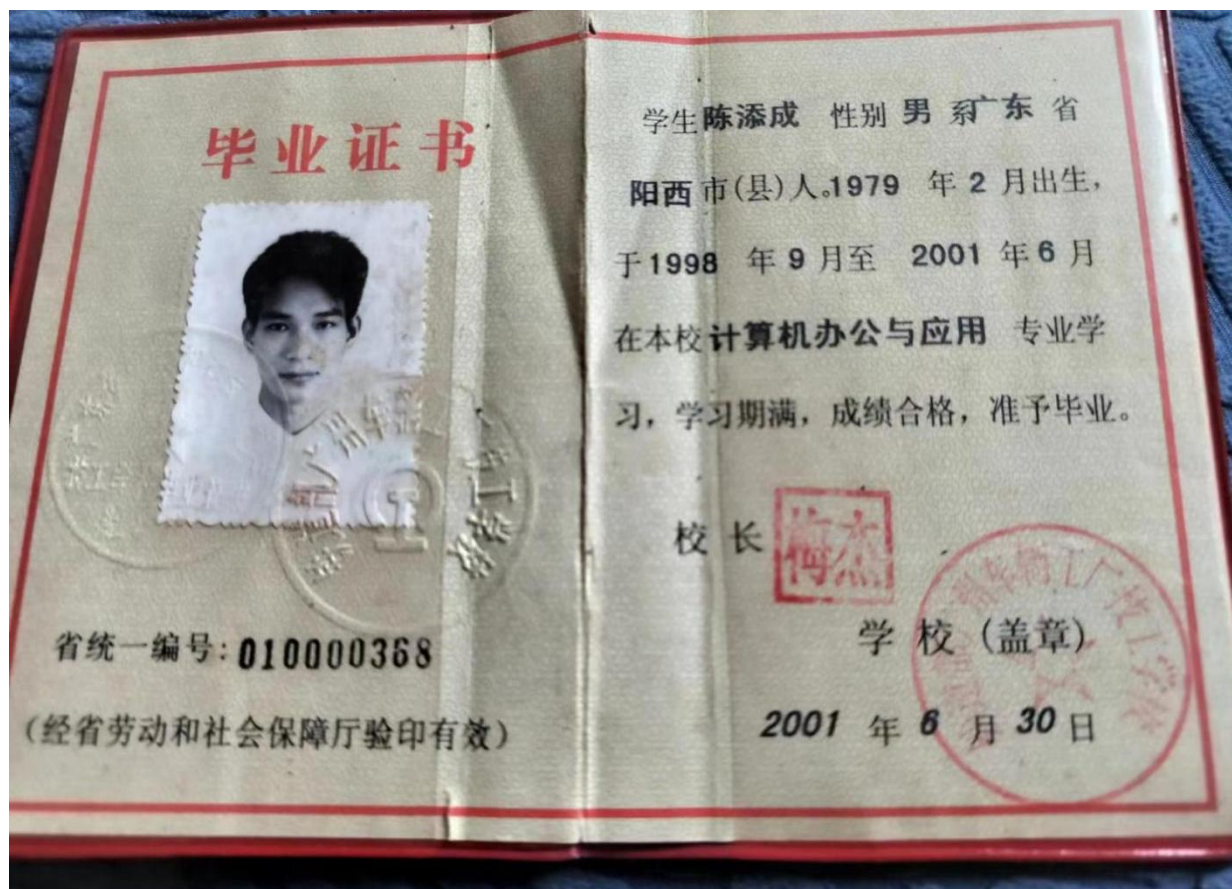 毕业证书
省统一编号：010000368
（经省劳动和社会保障厅验印有效）
学生 陈添成 性别 男 系广东 省
阳西 市(县)人。1979 年 2 月出生，
于1998 年 9 月至 2001 年 6 月
在本校 计算机办公与应用 专业学
习，学习期满，成绩合格，准予毕业。
校长
梅杰
学校（盖章）
2001 年 6 月 30 日